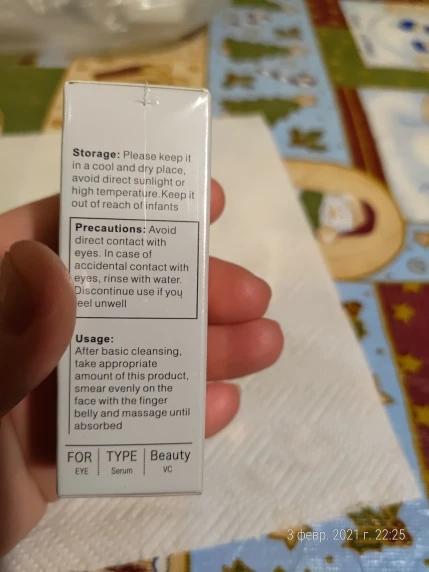 Storage: Please keep it
in a cool and dry place,
avoid direct sunlight or
high temperature.Keep it
out of reach of infants
Precautions: Avoid
direct contact with
eyes. In case of
accidental contact with
eyes, rinse with water.
Discontinue use if you
eel unwell
Usage:
After basic cleansing,
take appropriate
amount of this product,
smear evenly on the
face with the finger
belly and massage until
absorbed
FOR TYPE Beauty
EYE Serum VC
3 февр. 2021 г. 22:25